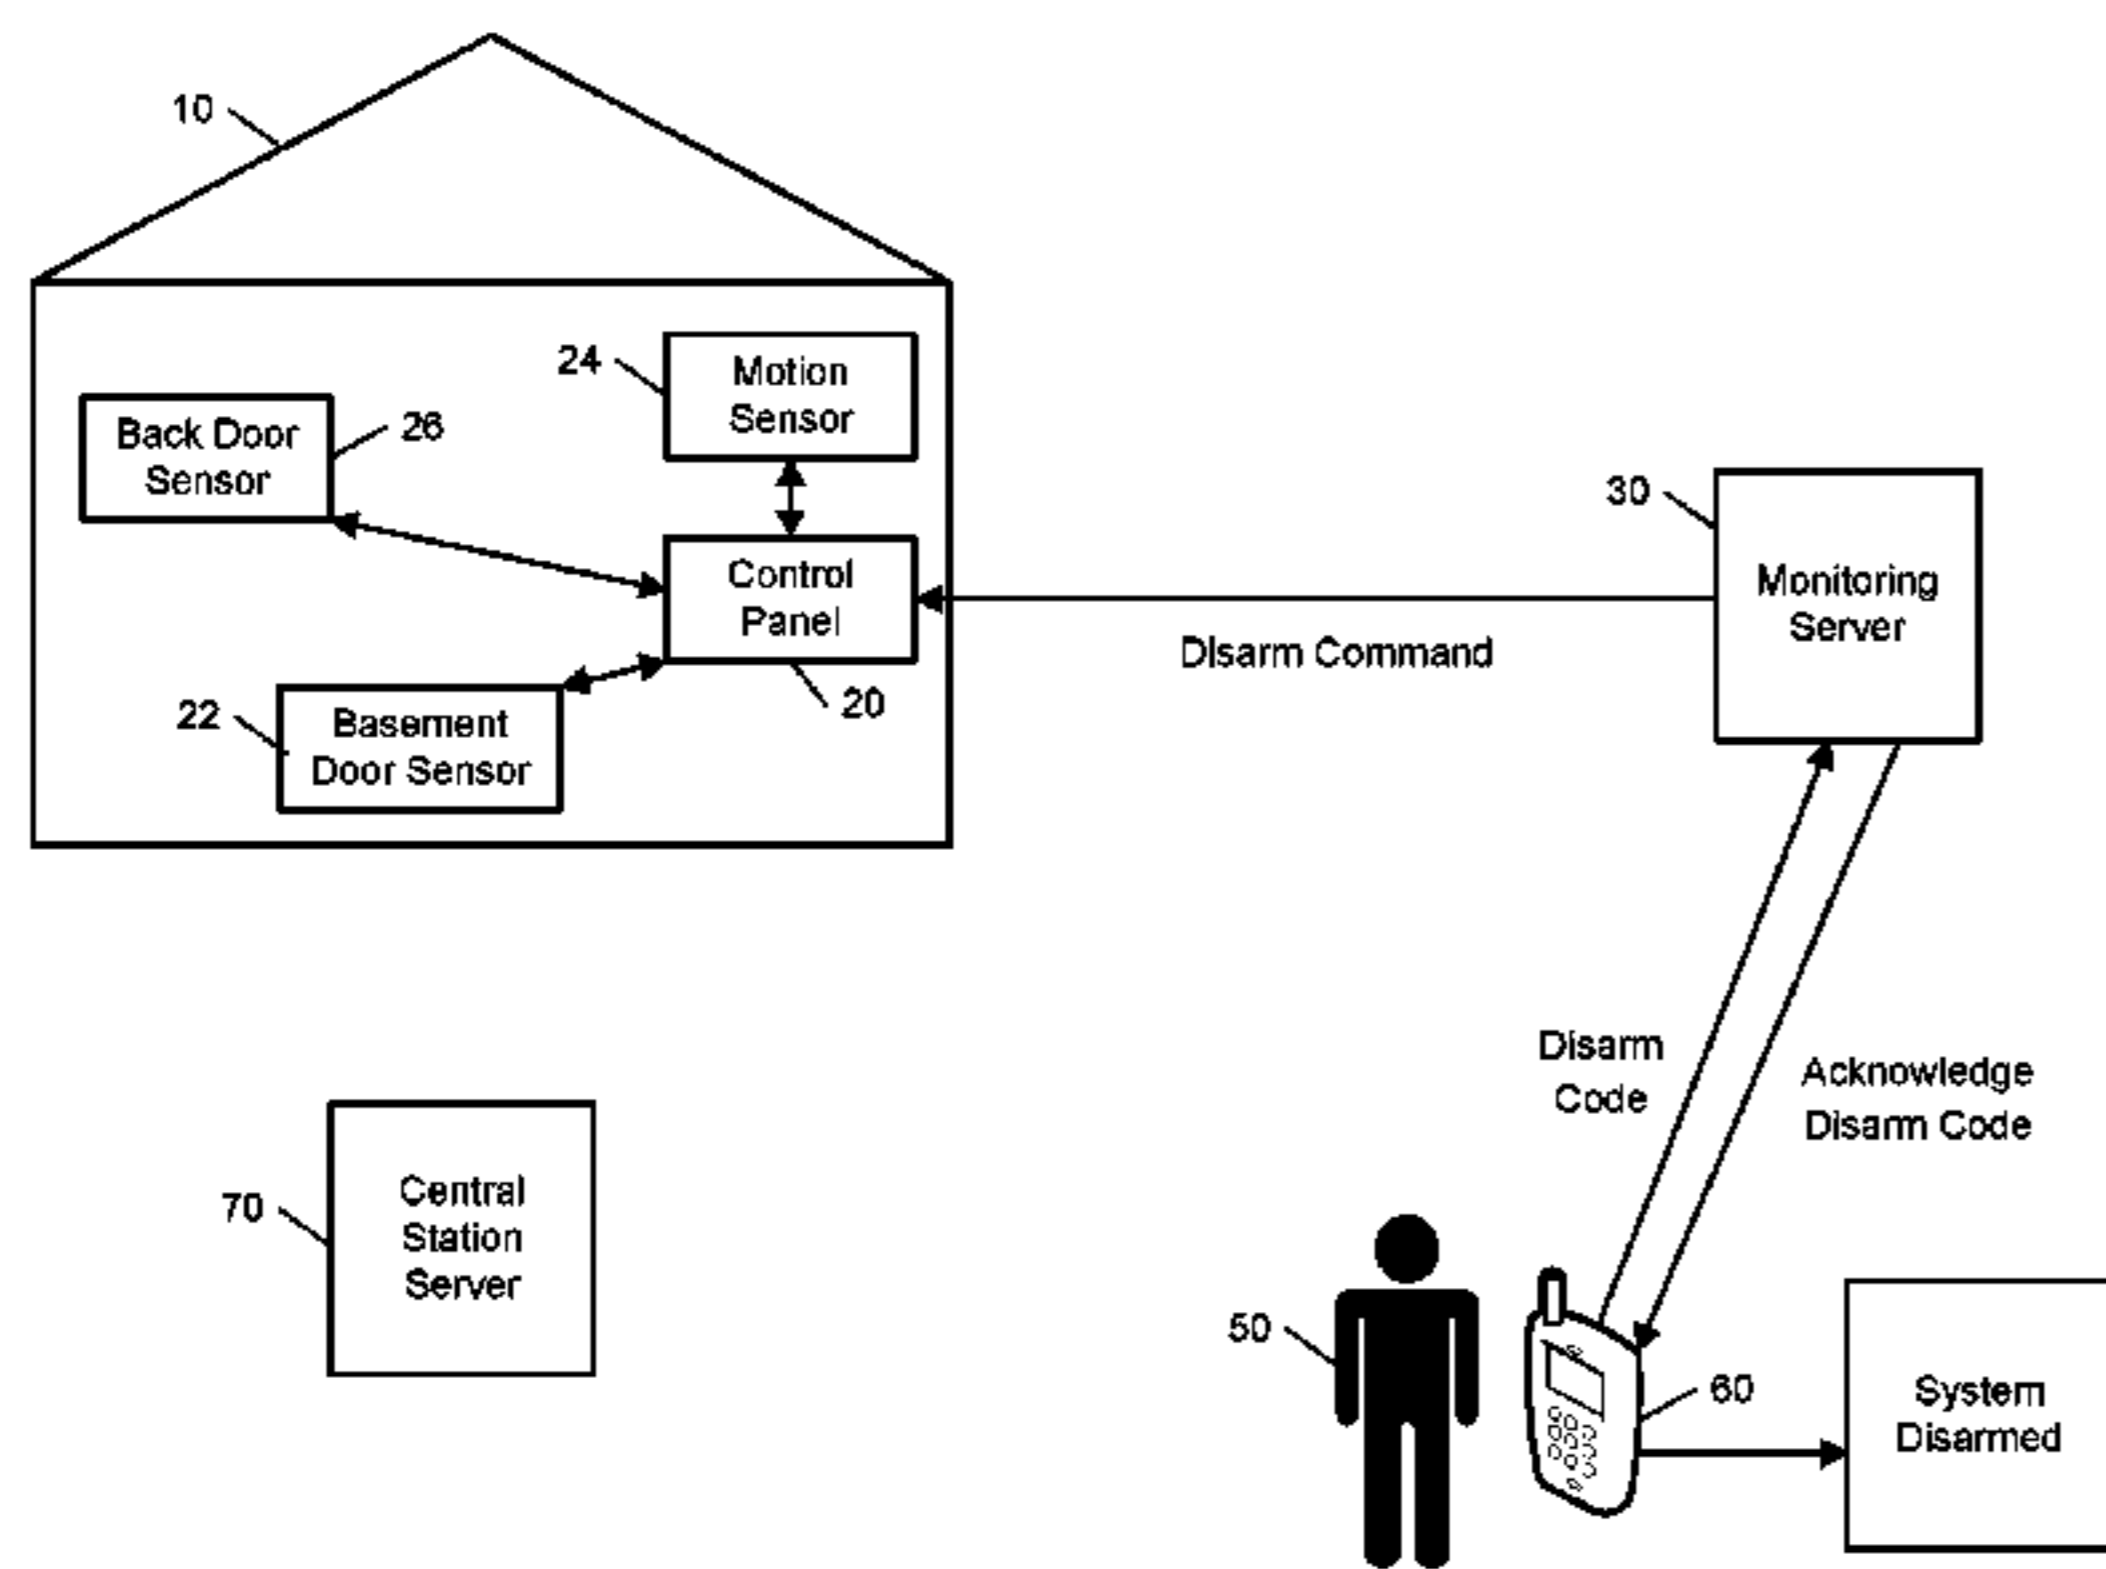 10
24
Motion
Sensor
Back Door
Sensor
26
30
Control
Panel
Monitoring
Server
Disarm Command
22
Basement
Door Sensor
20
Disarm
Code
Acknowledge
Disarm Code
70
Central
Station
Server
50
60
System
Disarmed